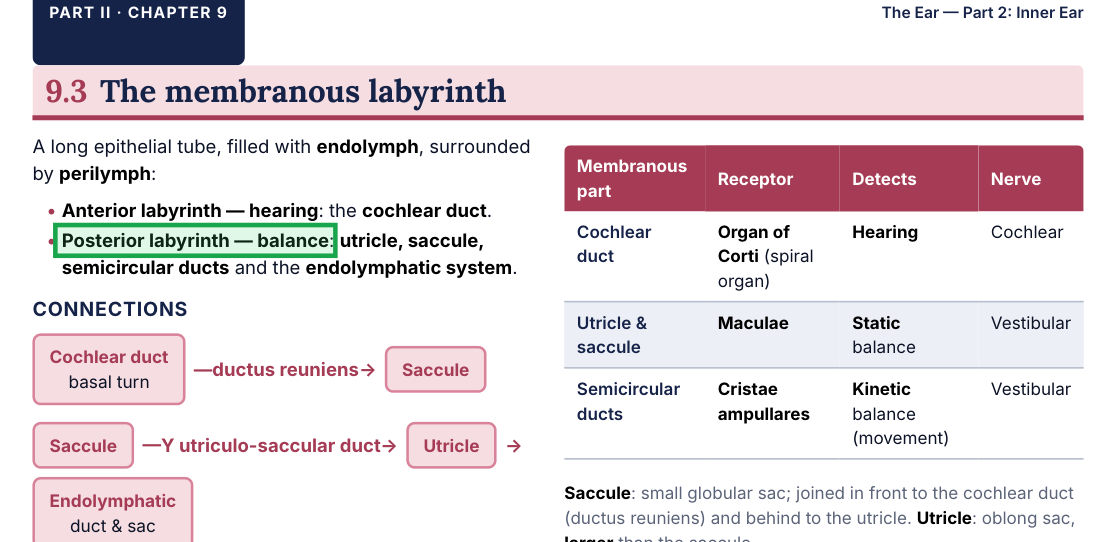 PART II · CHAPTER 9
The Ear — Part 2: Inner Ear
9.3 The membranous labyrinth
A long epithelial tube, filled with endolymph, surrounded
by perilymph:
• Anterior labyrinth — hearing: the cochlear duct.
• Posterior labyrinth — balance: utricle, saccule,
semicircular ducts and the endolymphatic system.
CONNECTIONS
Cochlear duct
basal turn
—ductus reuniens→
Saccule
Saccule
—Y utriculo-saccular duct→
Utricle
→
Endolymphatic
duct & sac
Membranous
part
Receptor
Detects
Nerve
Cochlear
duct
Organ of
Corti (spiral
organ)
Hearing
Cochlear
Utricle &
saccule
Maculae
Static
balance
Vestibular
Semicircular
ducts
Cristae
ampullares
Kinetic
balance
(movement)
Vestibular
Saccule: small globular sac; joined in front to the cochlear duct
(ductus reuniens) and behind to the utricle. Utricle: oblong sac,
larger than the saccule